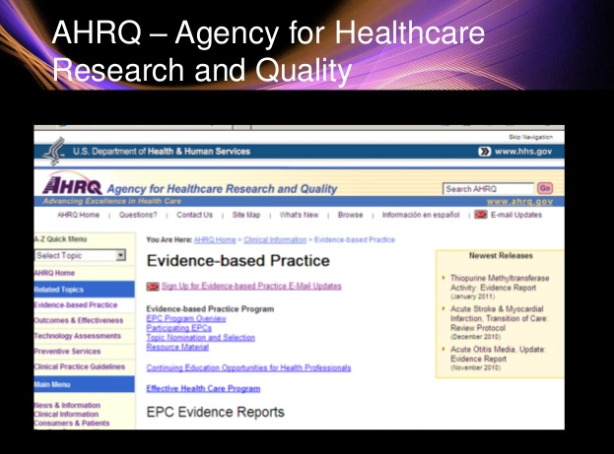 AHRQ – Agency for Healthcare
Research and Quality
Skip Navigation
U.S. Department of Health & Human Services
www.hhs.gov
AHRQ Agency for Healthcare Research and Quality
Search AHRQ
Go
Advancing Excellence in Health Care
www.ahrq.gov
AHRQ Home | Questions? | Contact Us | Site Map | What's New | Browse | Información en español | E-mail Updates
A-Z Quick Menu
Select Topic
AHRQ Home
Related Topics
Evidence-based Practice
Outcomes & Effectiveness
Technology Assessments
Preventive Services
Clinical Practice Guidelines
Main Menu
News & Information
Clinical Information
Consumers & Patients
You Are Here: AHRQ Home > Clinical Information > Evidence-based Practice
Evidence-based Practice
Sign Up for Evidence-based Practice E-Mail Updates
Evidence-based Practice Program
EPC Program Overview
Participating EPCs
Topic Nomination and Selection
Resource Material
Continuing Education Opportunities for Health Professionals
Effective Health Care Program
EPC Evidence Reports
Newest Releases
Thiopurine Methyltransferase
Activity: Evidence Report
(January 2011)
Acute Stroke & Myocardial
Infarction, Transition of Care:
Review Protocol
(December 2010)
Acute Otitis Media, Update:
Evidence Report
(November 2010)